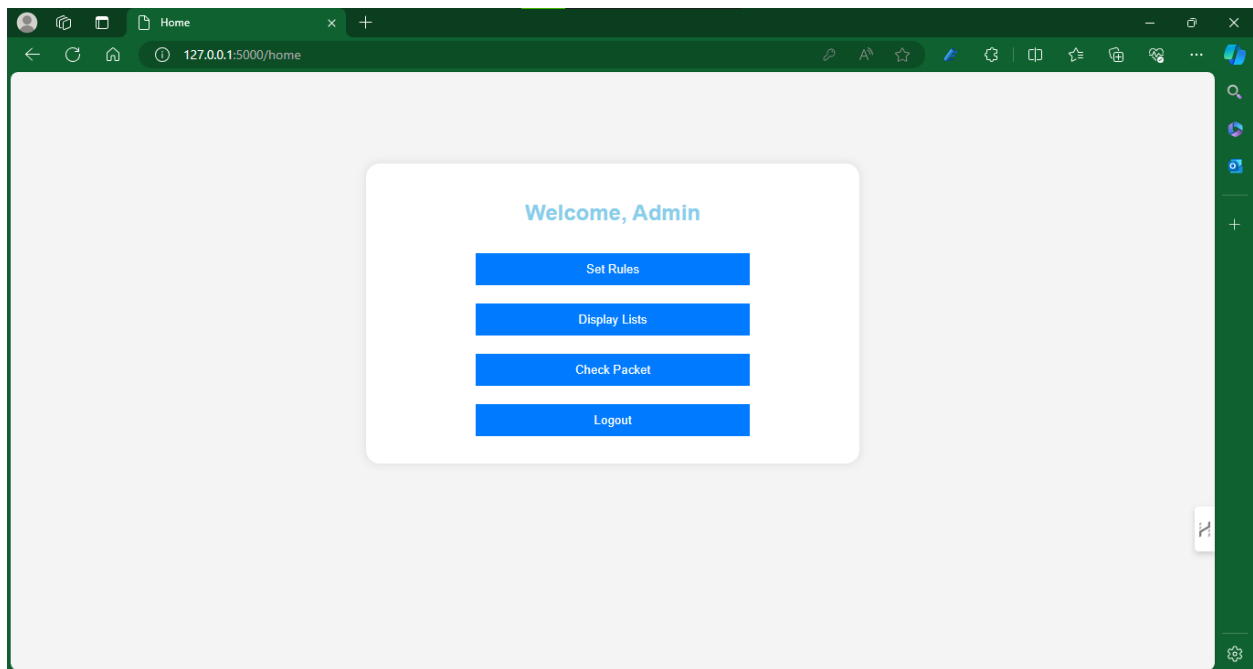 Home
127.0.0.1:5000/home
Welcome, Admin
Set Rules
Display Lists
Check Packet
Logout